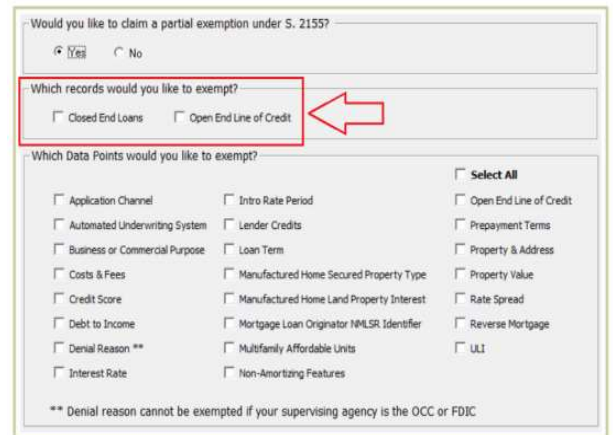 Would you like to claim a partial exemption under S. 2155?
Yes No
Which records would you like to exempt?
Closed End Loans Open End Line of Credit
Which Data Points would you like to exempt?
Select All
Application Channel Intro Rate Period Open End Line of Credit
Automated Underwriting System Lender Credits Prepayment Terms
Business or Commercial Purpose Loan Term Property & Address
Costs & Fees Manufactured Home Secured Property Type Property Value
Credit Score Manufactured Home Land Property Interest Rate Spread
Debt to Income Mortgage Loan Originator NMLSR Identifier Reverse Mortgage
Denial Reason ** Multifamily Affordable Units ULI
Interest Rate Non-Amortizing Features
** Denial reason cannot be exempted if your supervising agency is the OCC or FDIC